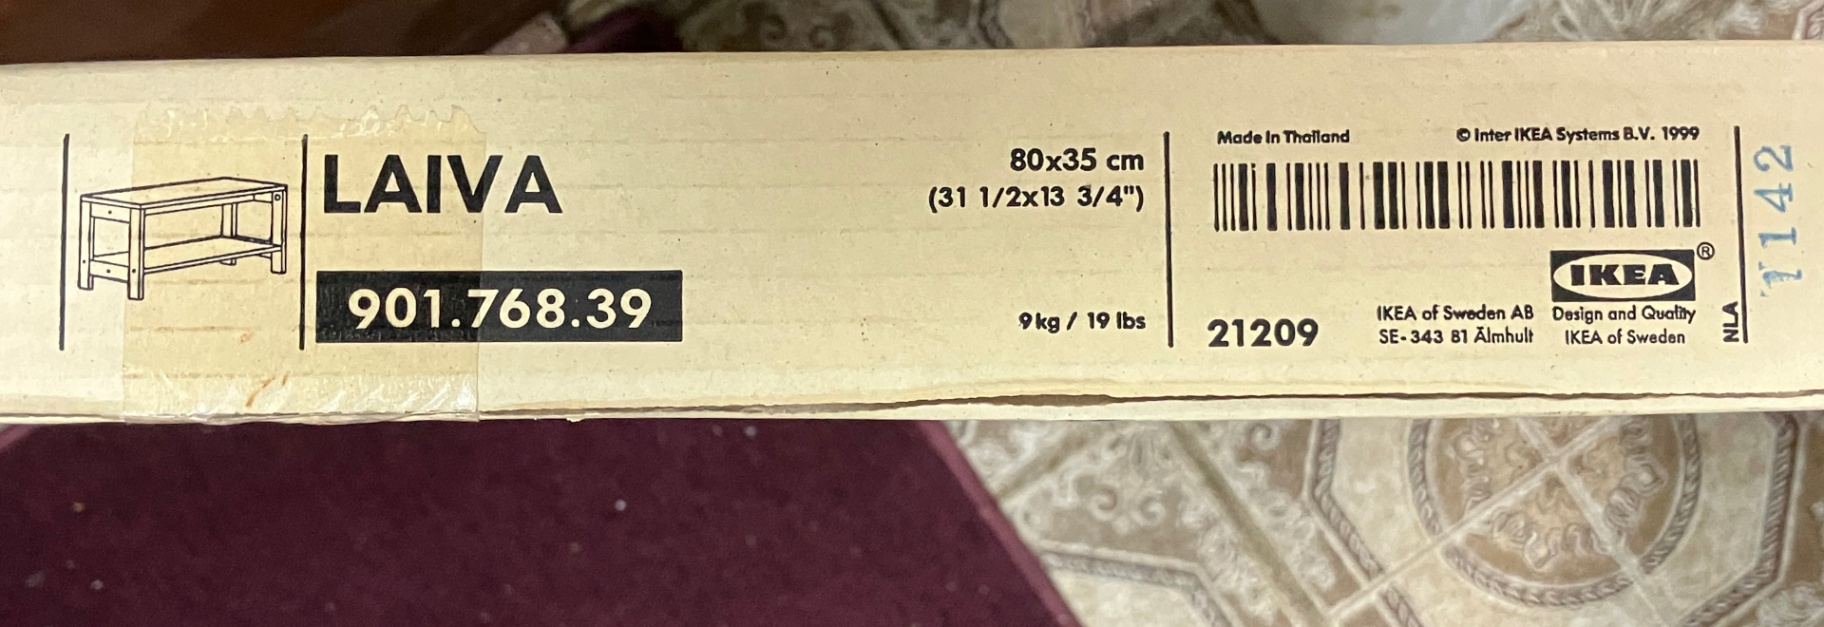 LAIVA
901.768.39
80x35 cm
(31 1/2x13 3/4")
9kg / 19 lbs
Made In Thailand
© Inter IKEA Systems B.V. 1999
IKEA®
21209
IKEA of Sweden AB
SE-343 81 Älmhult
Design and Quality
IKEA of Sweden
NLA
1142